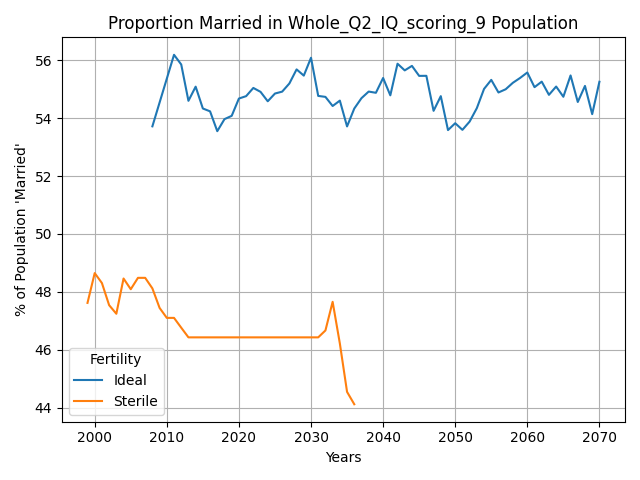 Proportion Married in Whole_Q2_IQ_scoring_9 Population
% of Population 'Married'
56
54
52
50
48
46
44
Fertility
Ideal
Sterile
2000 2010 2020 2030 2040 2050 2060 2070
Years